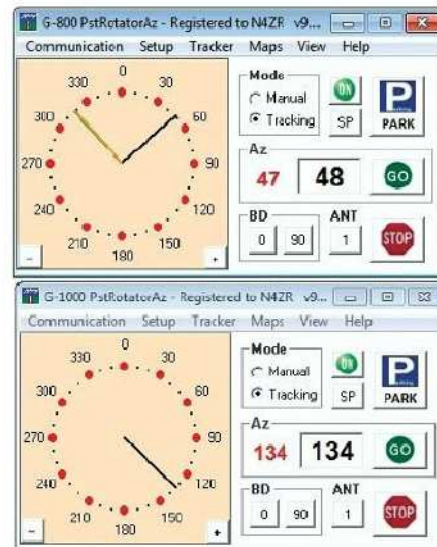 G-800 PstRotatorAz - Registered to N4ZR v9...
Communication Setup Tracker Maps View Help
0
330 30
300 60
270 90
240 120
210 150
180
- +
Mode
Manual
Tracking
ON
SP
P
PARK
Az
47 48 GO
BD ANT
0 90 1 STOP
G-1000 PstRotatorAz - Registered to N4ZR v9...
Communication Setup Tracker Maps View Help
0
330 30
300 60
270 90
240 120
210 150
180
- +
Mode
Manual
Tracking
ON
SP
P
PARK
Az
134 134 GO
BD ANT
0 90 1 STOP